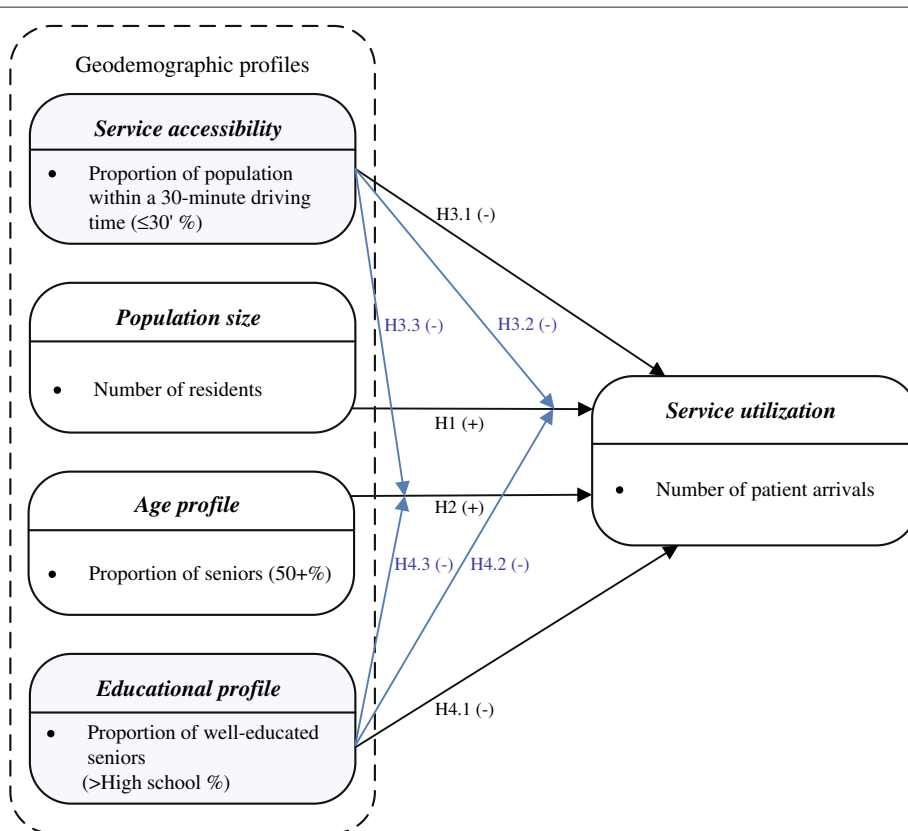 Geodemographic profiles
Service accessibility
• Proportion of population
within a 30-minute driving
time (≤30' %)
H3.1 (-)
Population size
• Number of residents
H3.3 (-)
H3.2 (-)
H1 (+)
Service utilization
• Number of patient arrivals
Age profile
• Proportion of seniors (50+%)
H2 (+)
H4.3 (-)
H4.2 (-)
Educational profile
• Proportion of well-educated
seniors
(>High school %)
H4.1 (-)